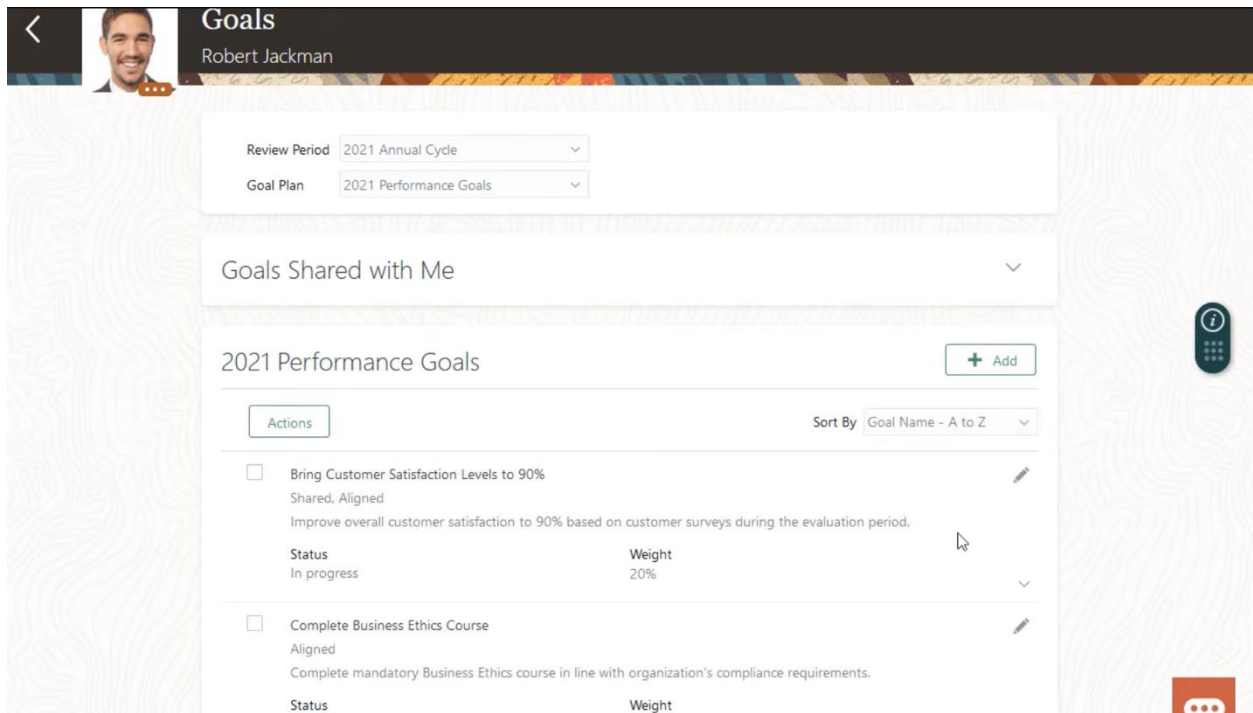 Goals
Robert Jackman
Review Period 2021 Annual Cycle
Goal Plan 2021 Performance Goals
Goals Shared with Me
2021 Performance Goals
+ Add
Actions
Sort By Goal Name - A to Z
Bring Customer Satisfaction Levels to 90%
Shared, Aligned
Improve overall customer satisfaction to 90% based on customer surveys during the evaluation period.
Status Weight
In progress 20%
Complete Business Ethics Course
Aligned
Complete mandatory Business Ethics course in line with organization's compliance requirements.
Status Weight